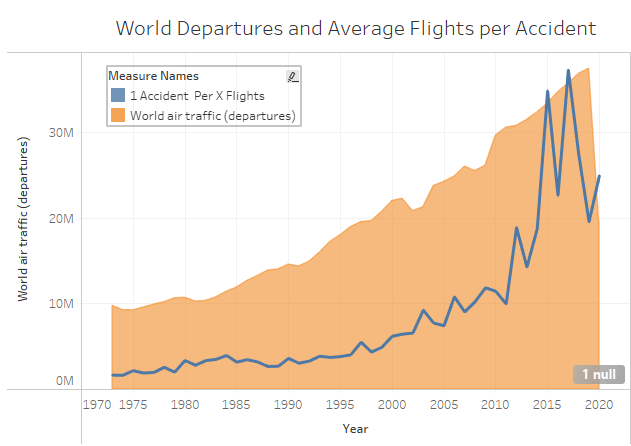 World Departures and Average Flights per Accident
Measure Names
1 Accident Per X Flights
World air traffic (departures)
World air traffic (departures)
30M
20M
10M
0M
1 null
1970 1975 1980 1985 1990 1995 2000 2005 2010 2015 2020
Year